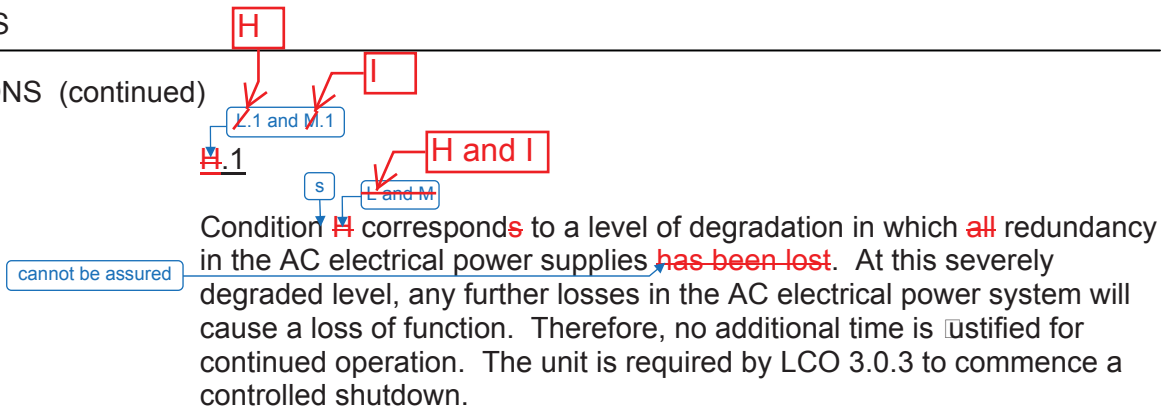 S
H
NS (continued)
I
L.1 and M.1
H.1
H and I
s
L and M
Condition H corresponds to a level of degradation in which all redundancy
in the AC electrical power supplies has been lost. At this severely
cannot be assured
degraded level, any further losses in the AC electrical power system will
cause a loss of function. Therefore, no additional time is ustified for
continued operation. The unit is required by LCO 3.0.3 to commence a
controlled shutdown.